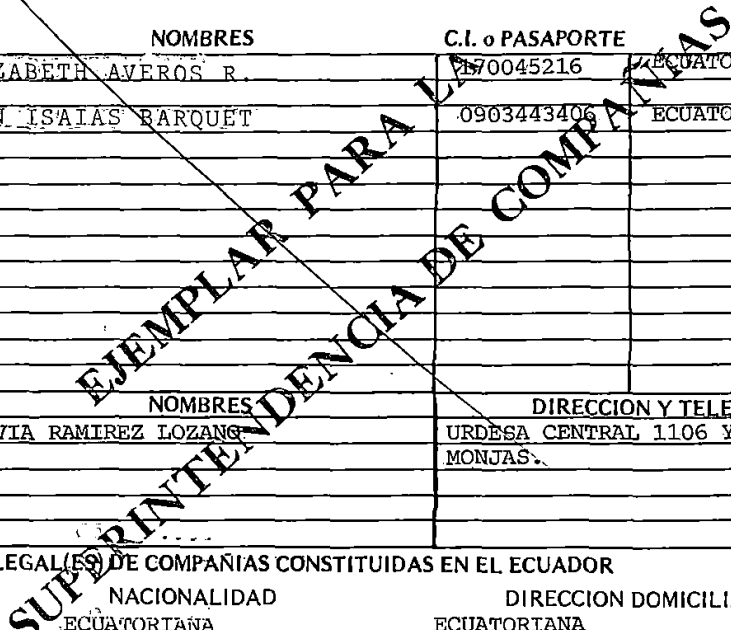 NOMBRES C.I. o PASAPORTE
ZABETH AVEROS R. 170045216 ECUATO
N ISAIAS BARQUET 0903443406 ECUATO
EJEMPLAR PARA LA
SUPERINTENDENCIA DE COMPAÑIAS
NOMBRES DIRECCION Y TELE
VIA RAMIREZ LOZANO URDESA CENTRAL 1106 Y
MONJAS.
LEGAL(ES) DE COMPAÑIAS CONSTITUIDAS EN EL ECUADOR
NACIONALIDAD DIRECCION DOMICILI
ECUATORIANA ECUATORIANA